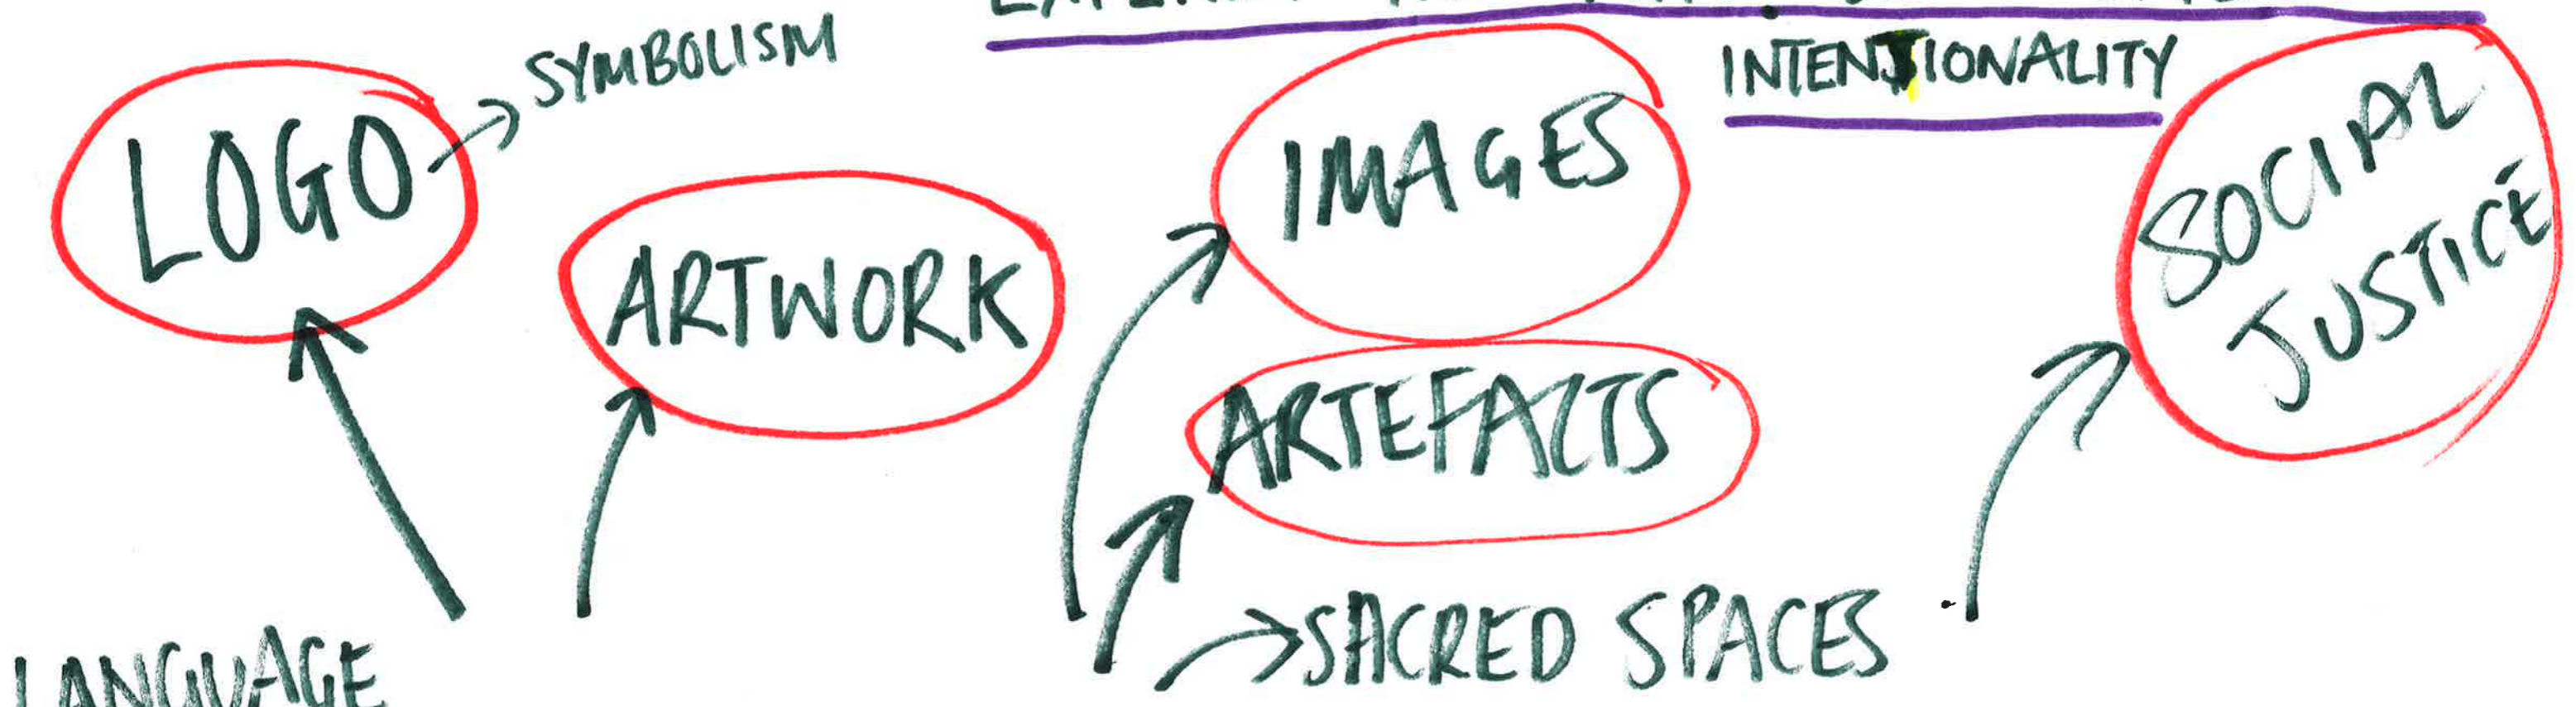 SYMBOLISM
INTENTIONALITY
LOGO
IMAGES
SOCIAL
JUSTICE
ARTWORK
ARTEFACTS
SACRED SPACES
LANGUAGE